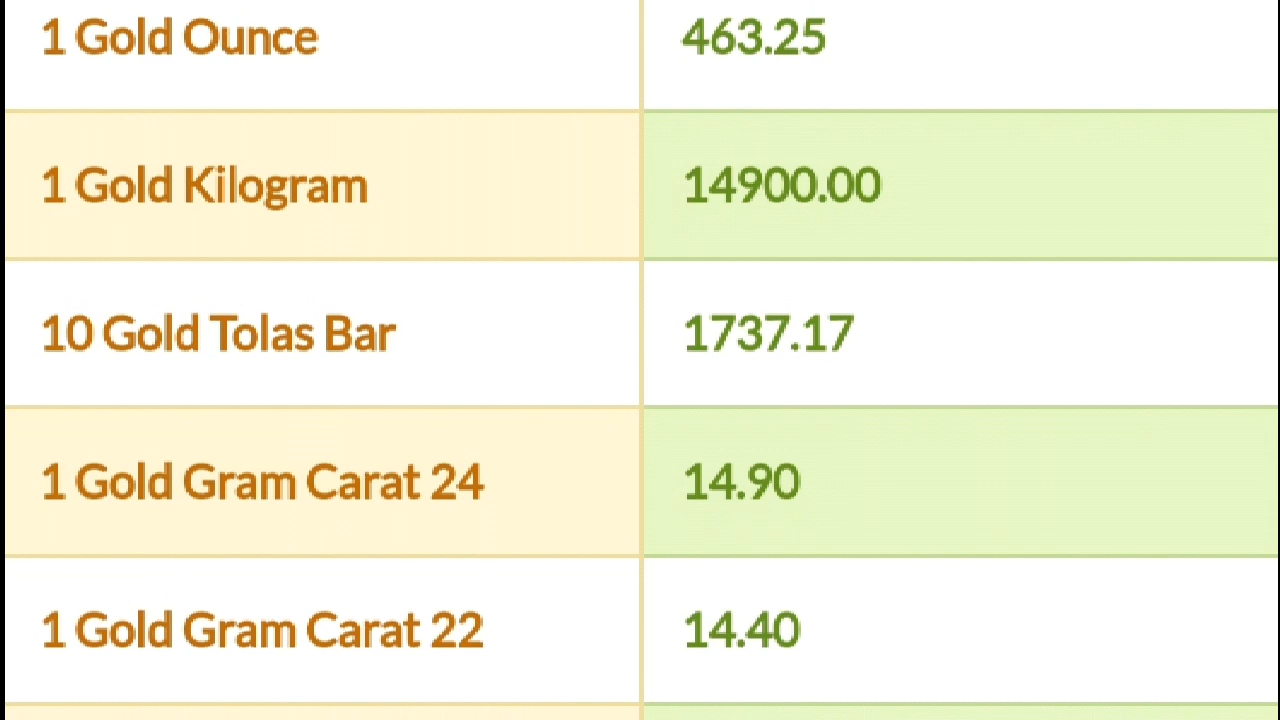 1 Gold Ounce 463.25
1 Gold Kilogram 14900.00
10 Gold Tolas Bar 1737.17
1 Gold Gram Carat 24 14.90
1 Gold Gram Carat 22 14.40